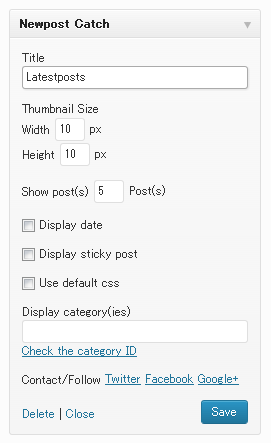 Newpost Catch
Title
Latestposts
Thumbnail Size
Width 10 px
Height 10 px
Show post(s) 5 Post(s)
Display date
Display sticky post
Use default css
Display category(ies)
Check the category ID
Contact/Follow Twitter Facebook Google+
Delete | Close Save